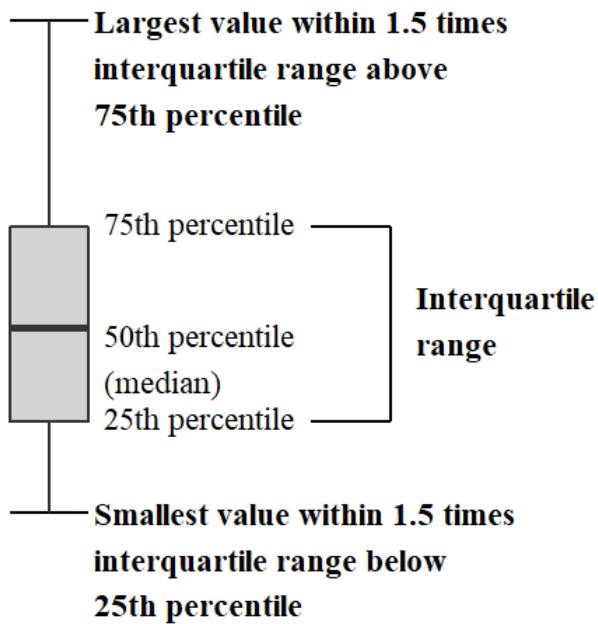 Largest value within 1.5 times
interquartile range above
75th percentile
75th percentile
Interquartile
range
50th percentile
(median)
25th percentile
Smallest value within 1.5 times
interquartile range below
25th percentile